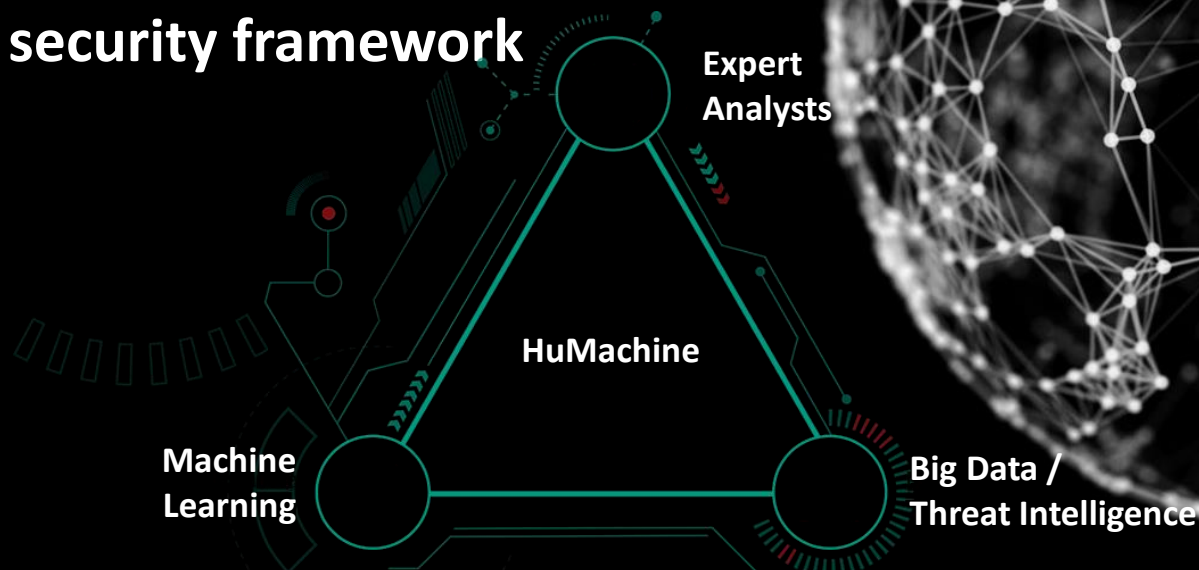 security framework
Expert
Analysts
HuMachine
Machine
Learning
Big Data /
Threat Intelligence